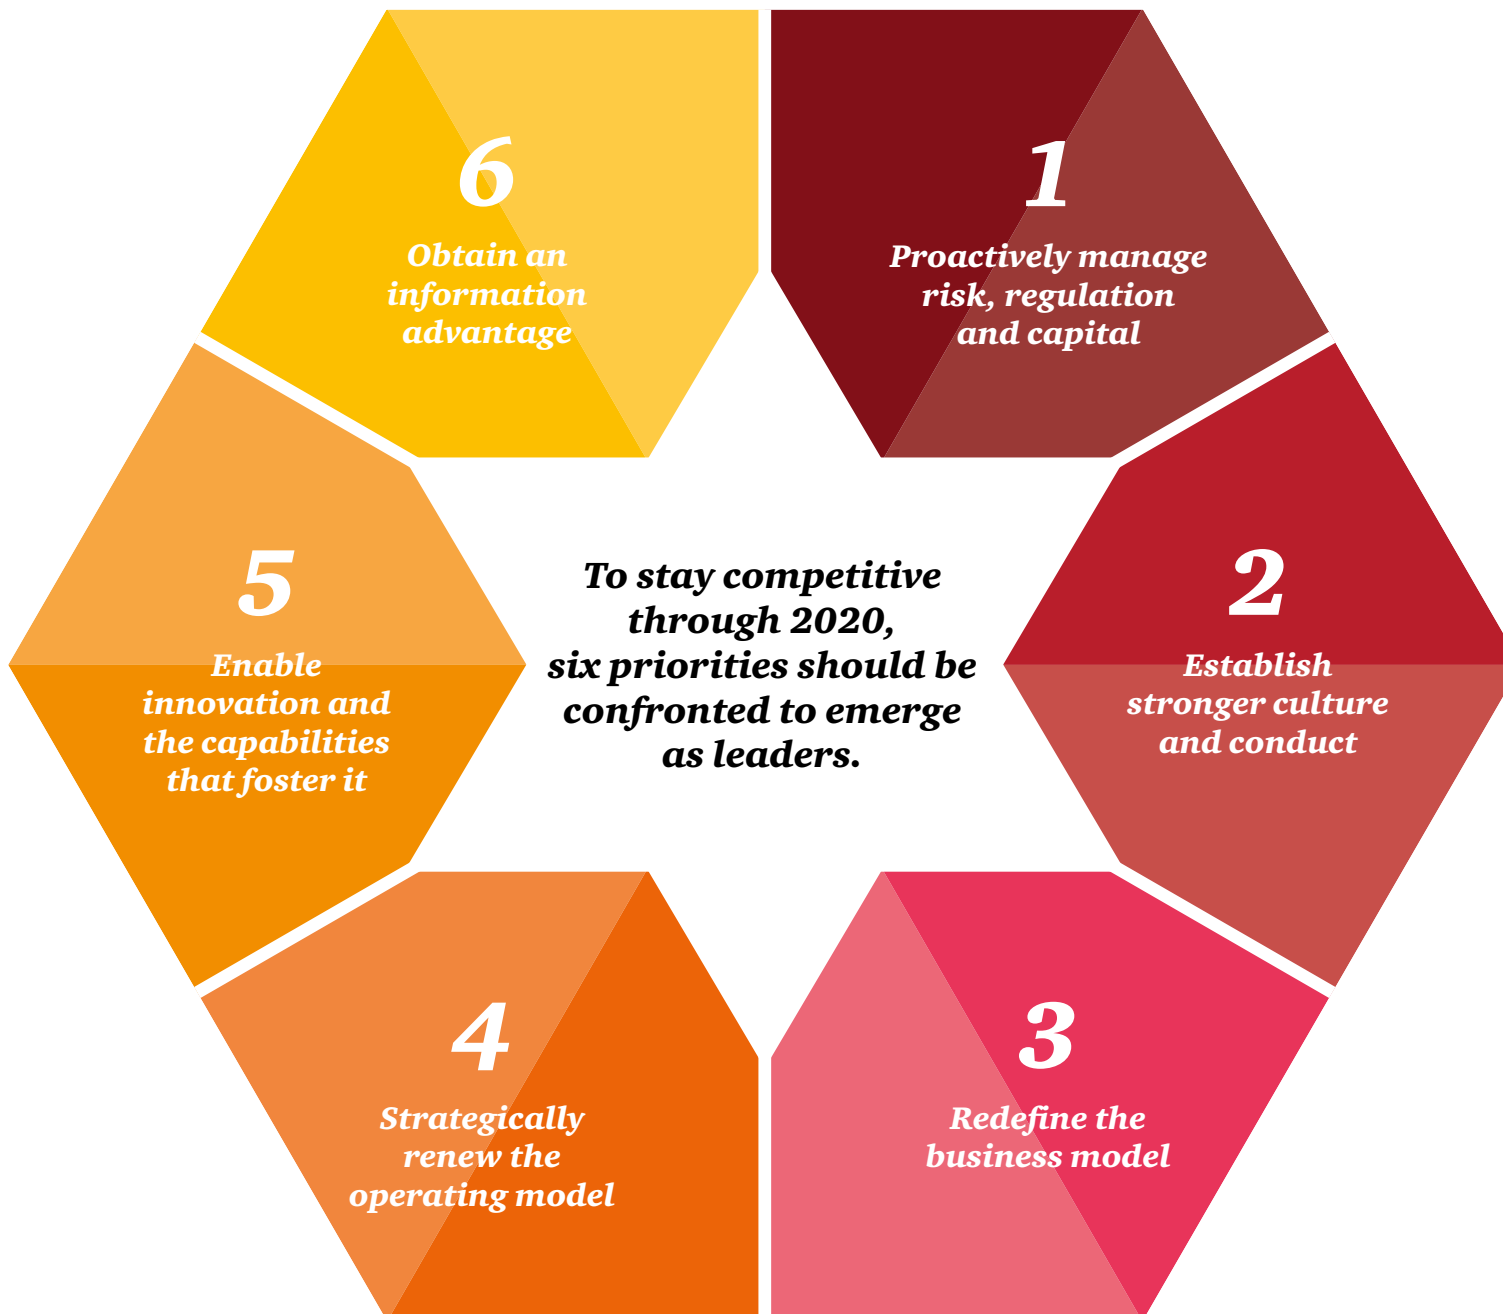 6
Obtain an
information
advantage
1
Proactively manage
risk, regulation
and capital
5
Enable
innovation and
the capabilities
that foster it
To stay competitive
through 2020,
six priorities should be
confronted to emerge
as leaders.
2
Establish
stronger culture
and conduct
4
Strategically
renew the
operating model
3
Redefine the
business model